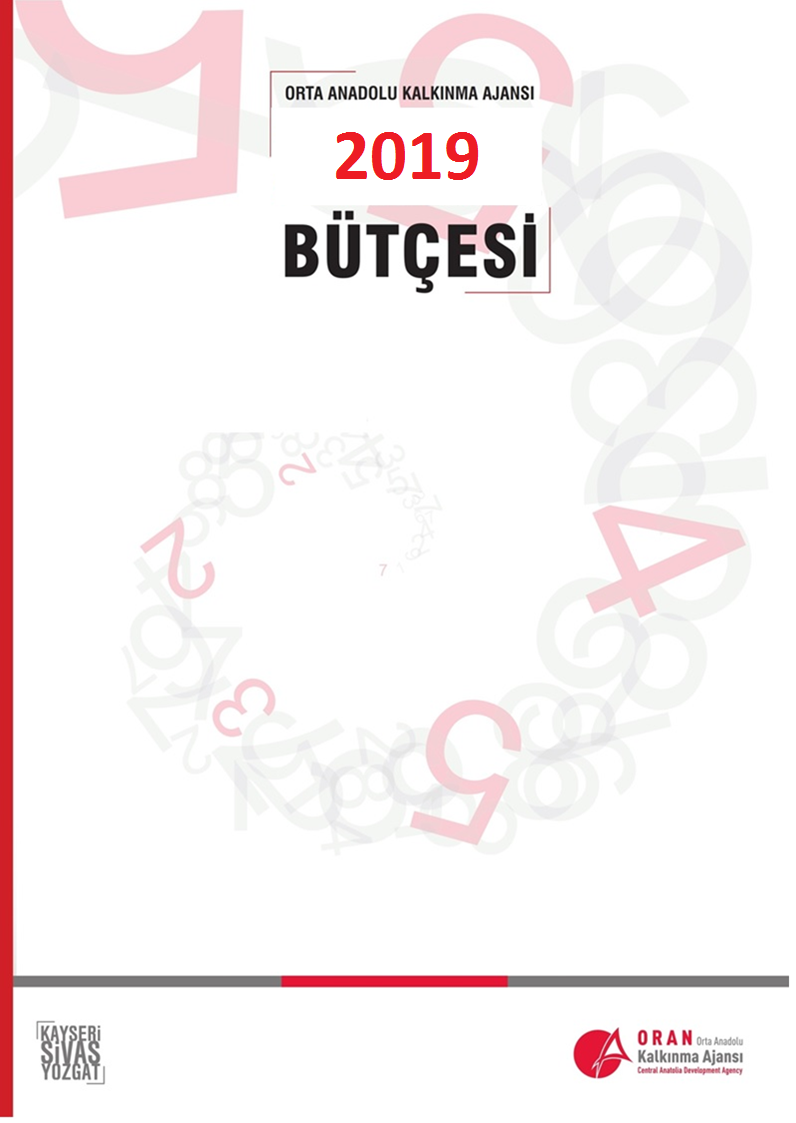 ORTA ANADOLU KALKINMA AJANSI
2019
BÜTÇESİ
KAYSERİ
SİVAS
YOZGAT
ORAN Orta Anadolu
Kalkınma Ajansı
Central Anatolia Development Agency